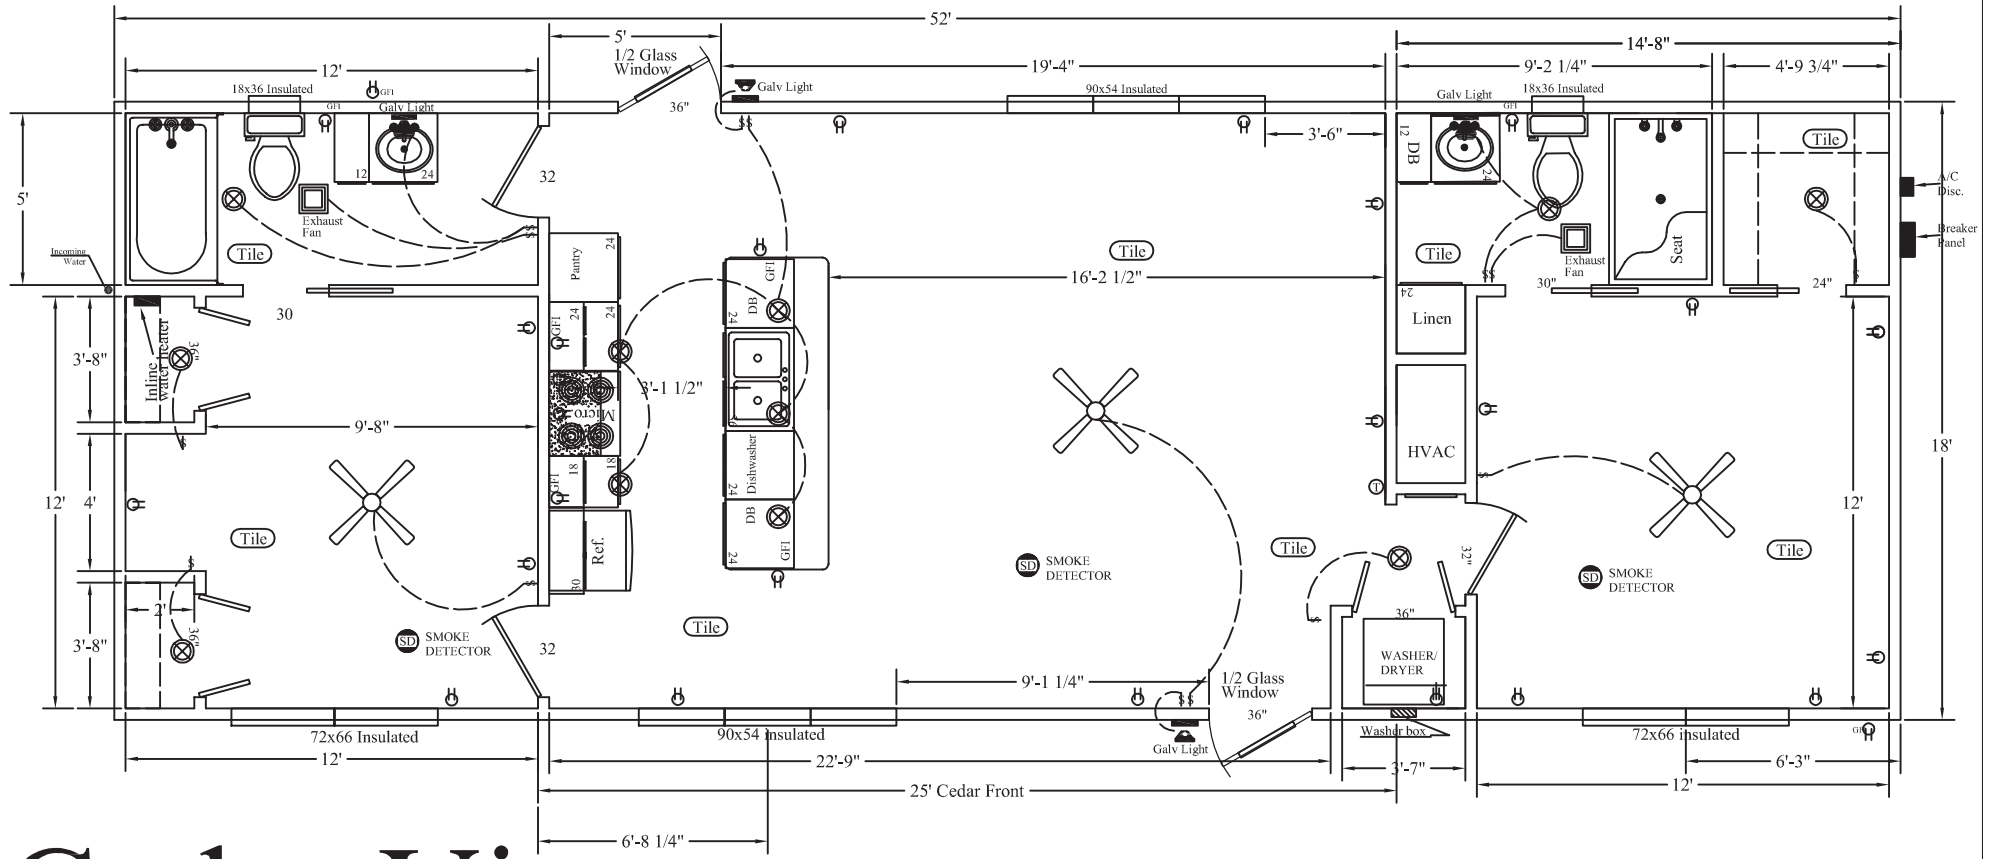 52'
5'
14'-8"
1/2 Glass
Window
12'
19'-4"
9'-2 1/4"
4'-9 3/4"
18x36 Insulated
GFI
Galv Light
90x54 Insulated
Galv Light
18x36 Insulated
GFI
Galv Light
36"
GFI
S S
3'-6"
12
DB
24
Tile
12
24
32
5'
A/C
Disc.
Exhaust
Fan
S
S
Pantry
24
Tile
Tile
Tile
Seat
Breaker
Panel
Incoming
Water
GFI
16'-2 1/2"
Exhaust
Fan
S S
30"
S
24"
30
DB
24
24
Linen
GFI
24
24
36"
3'-8"
Inline
water heater
3'-1 1/2"
Micro.
9'-8"
S
18'
HVAC
Dishwasher
24
GFI
18
18
S
T
12'
4'
12'
DB
24
GFI
Tile
Ref.
30
Tile
32"
Tile
S
SD
SMOKE
DETECTOR
SD
SMOKE
DETECTOR
S
2'
36"
3'-8"
SD
SMOKE
DETECTOR
32
Tile
36"
S
WASHER/
DRYER
9'-1 1/4"
1/2 Glass
Window
S S
36"
72x66 Insulated
90x54 insulated
Galv Light
Washer box
72x66 insulated
GFI
12'
22'-9"
3'-7"
6'-3"
25' Cedar Front
12'
6'-8 1/4"